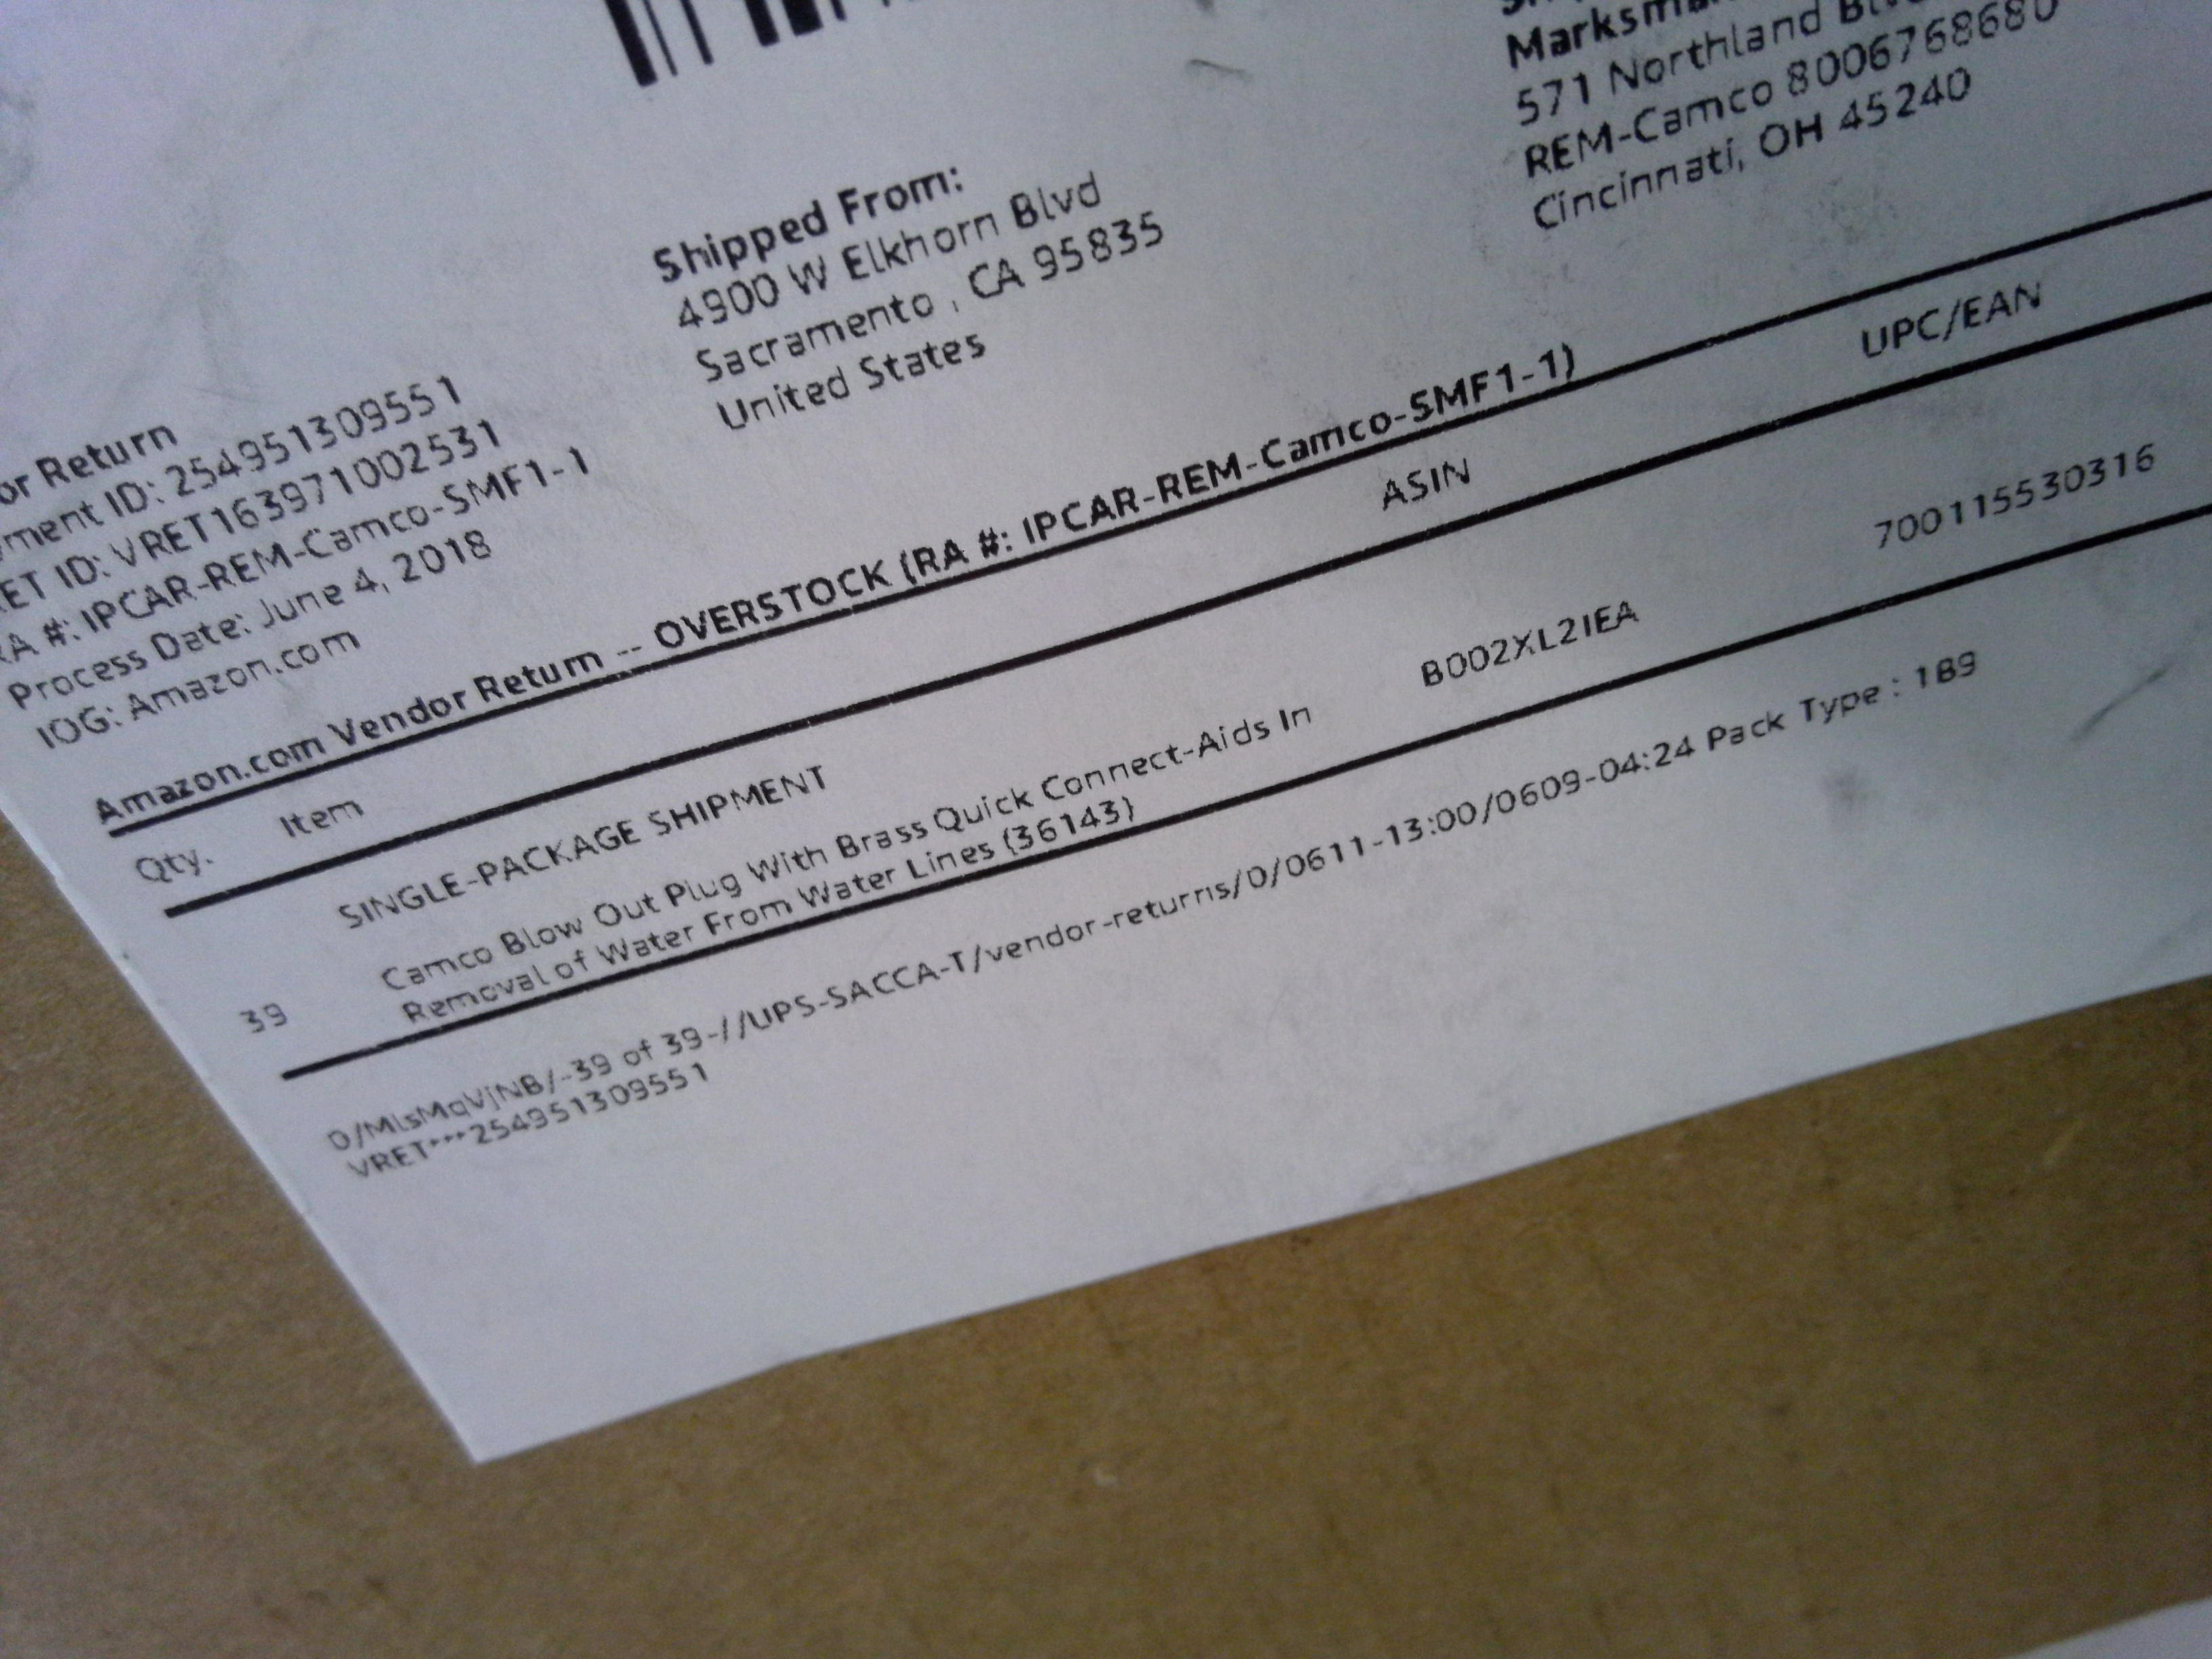 or Return
ment ID: 254951309551
ET ID: VRET163971002531
RA #: IPCAR-REM-Camco-SMF1-1
Process Date: June 4, 2018
IOG: Amazon.com
Shipped From:
4900 W Elkhorn Blvd
Sacramento , CA 95835
United States
571 Northland
REM-Camco 8006768680
Cincinnati, OH 45240
Amazon.com Vendor Return -- OVERSTOCK (RA #: IPCAR-REM-Camco-SMF1-1)
Qty. Item ASIN UPC/EAN
SINGLE-PACKAGE SHIPMENT
39 Camco Blow Out Plug With Brass Quick Connect-Aids In B002XL2IEA 700115530316
Removal of Water From Water Lines (36143)
0/MlsMqVjNB/-39 of 39-//UPS-SACCA-T/vendor-returns/0/0611-13:00/0609-04:24 Pack Type : 1B9
VRET***254951309551